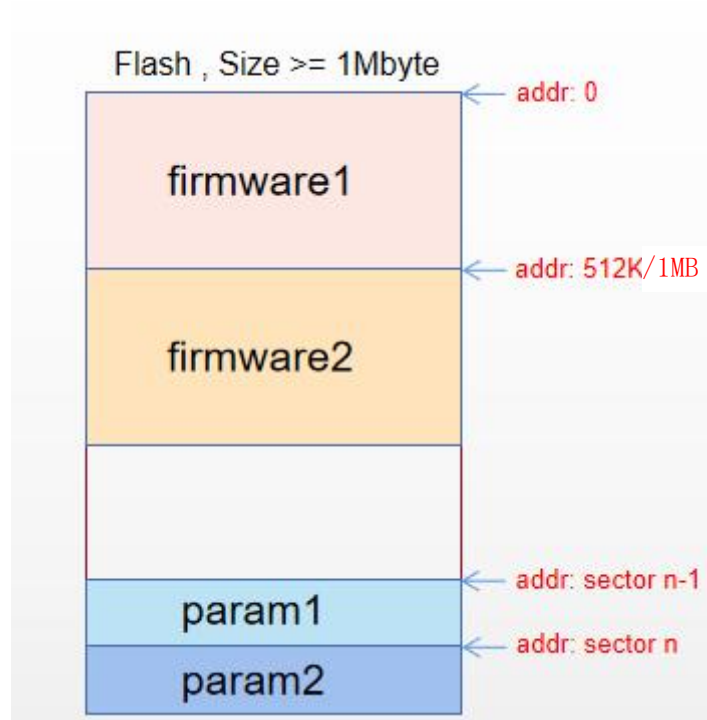 Flash , Size >= 1Mbyte
addr: 0
firmware1
addr: 512K/1MB
firmware2
addr: sector n-1
param1
addr: sector n
param2